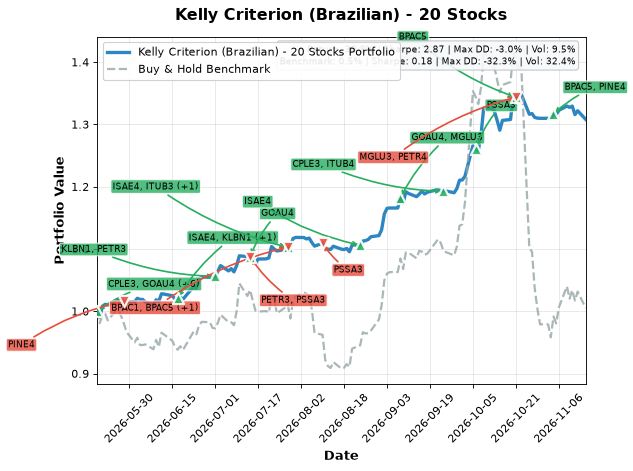 Kelly Criterion (Brazilian) - 20 Stocks
BPAC5
Kelly Criterion (Brazilian) - 20 Stocks Portfolio
Buy & Hold Benchmark
Sharpe: 2.87 | Max DD: -3.0% | Vol: 9.5%
Benchmark: 0.5% | Sharpe: 0.18 | Max DD: -32.3% | Vol: 32.4%
BPAC5, PINE4
PSSA3
GOAU4, MGLU3
MGLU3, PETR4
CPLE3, ITUB4
ISAE4, ITUB3 (+1)
ISAE4
GOAU4
ISAE4, KLBN1 (+1)
KLBN1, PETR3
PSSA3
CPLE3, GOAU4 (+6)
PETR3, PSSA3
BPAC1, BPAC5 (+1)
PINE4
1.4
1.3
1.2
1.1
1.0
0.9
Portfolio Value
2026-05-30
2026-06-15
2026-07-01
2026-07-17
2026-08-02
2026-08-18
2026-09-03
2026-09-19
2026-10-05
2026-10-21
2026-11-06
Date